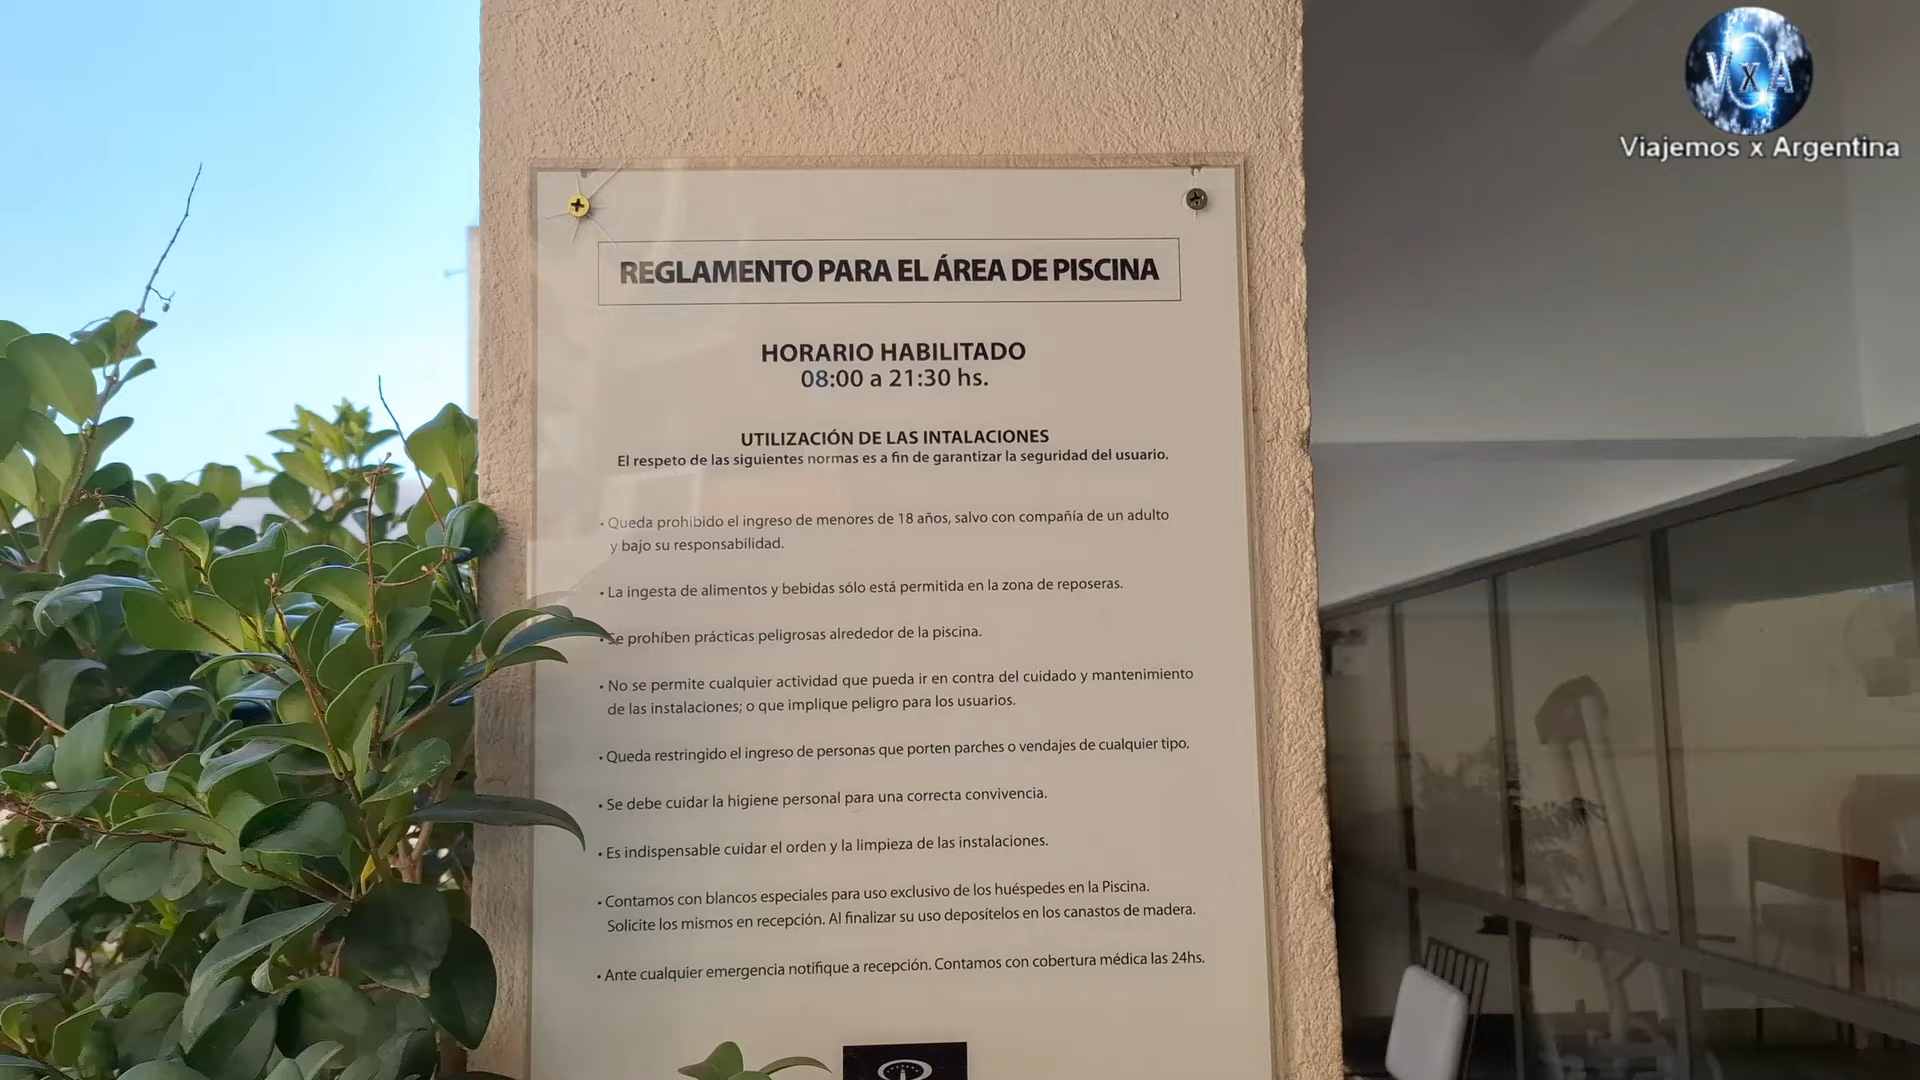 VxA
Viajemos x Argentina
REGLAMENTO PARA EL ÁREA DE PISCINA
HORARIO HABILITADO
08:00 a 21:30 hs.
UTILIZACIÓN DE LAS INTALACIONES
El respeto de las siguientes normas es a fin de garantizar la seguridad del usuario.
• Queda prohibido el ingreso de menores de 18 años, salvo con compañía de un adulto
y bajo su responsabilidad.
• La ingesta de alimentos y bebidas sólo está permitida en la zona de reposeras.
• Se prohíben prácticas peligrosas alrededor de la piscina.
• No se permite cualquier actividad que pueda ir en contra del cuidado y mantenimiento
de las instalaciones; o que implique peligro para los usuarios.
• Queda restringido el ingreso de personas que porten parches o vendajes de cualquier tipo.
• Se debe cuidar la higiene personal para una correcta convivencia.
• Es indispensable cuidar el orden y la limpieza de las instalaciones.
• Contamos con blancos especiales para uso exclusivo de los huéspedes en la Piscina.
Solicite los mismos en recepción. Al finalizar su uso deposítelos en los canastos de madera.
• Ante cualquier emergencia notifique a recepción. Contamos con cobertura médica las 24hs.